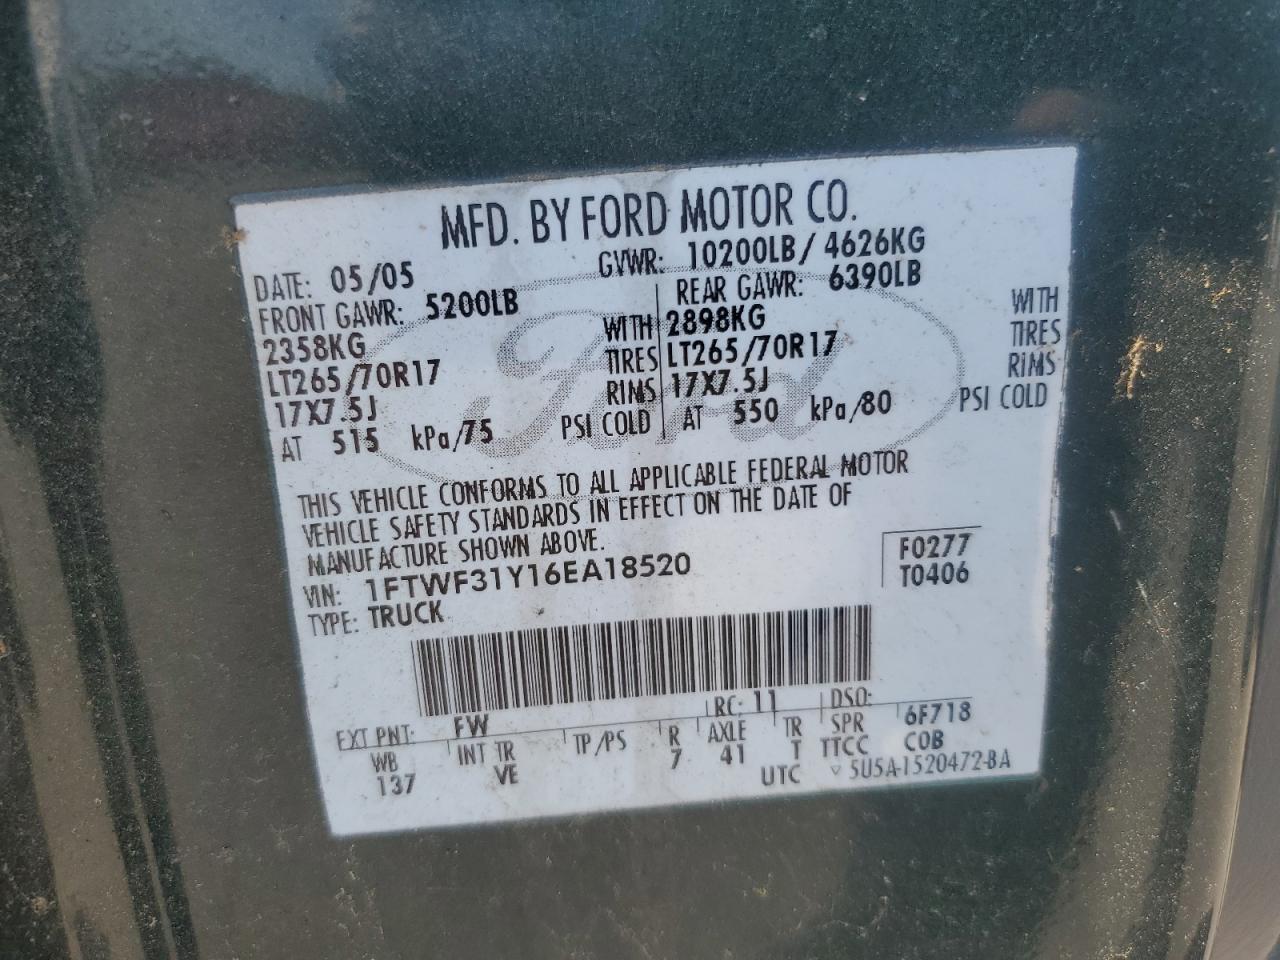 MFD. BY FORD MOTOR CO.
DATE: 05/05 GVWR: 10200LB/ 4626KG
FRONT GAWR: 5200LB REAR GAWR: 6390LB
2358KG WITH 2898KG WITH
LT265/70R17 TIRES LT265/70R17 TIRES
17X7.5J RIMS 17X7.5J RIMS
AT 515 kPa/75 PSI COLD AT 550 kPa/80 PSI COLD
Ford
THIS VEHICLE CONFORMS TO ALL APPLICABLE FEDERAL MOTOR
VEHICLE SAFETY STANDARDS IN EFFECT ON THE DATE OF
MANUFACTURE SHOWN ABOVE.
VIN: 1FTWF31Y16EA18520 F0277
TYPE: TRUCK T0406
EXT PNT: FW RC: 11 DSO:
WB INT TR TP/PS R AXLE TR SPR 6F718
137 VE 7 41 T TTCC C0B
UTC ▽ 5U5A-1520472-BA